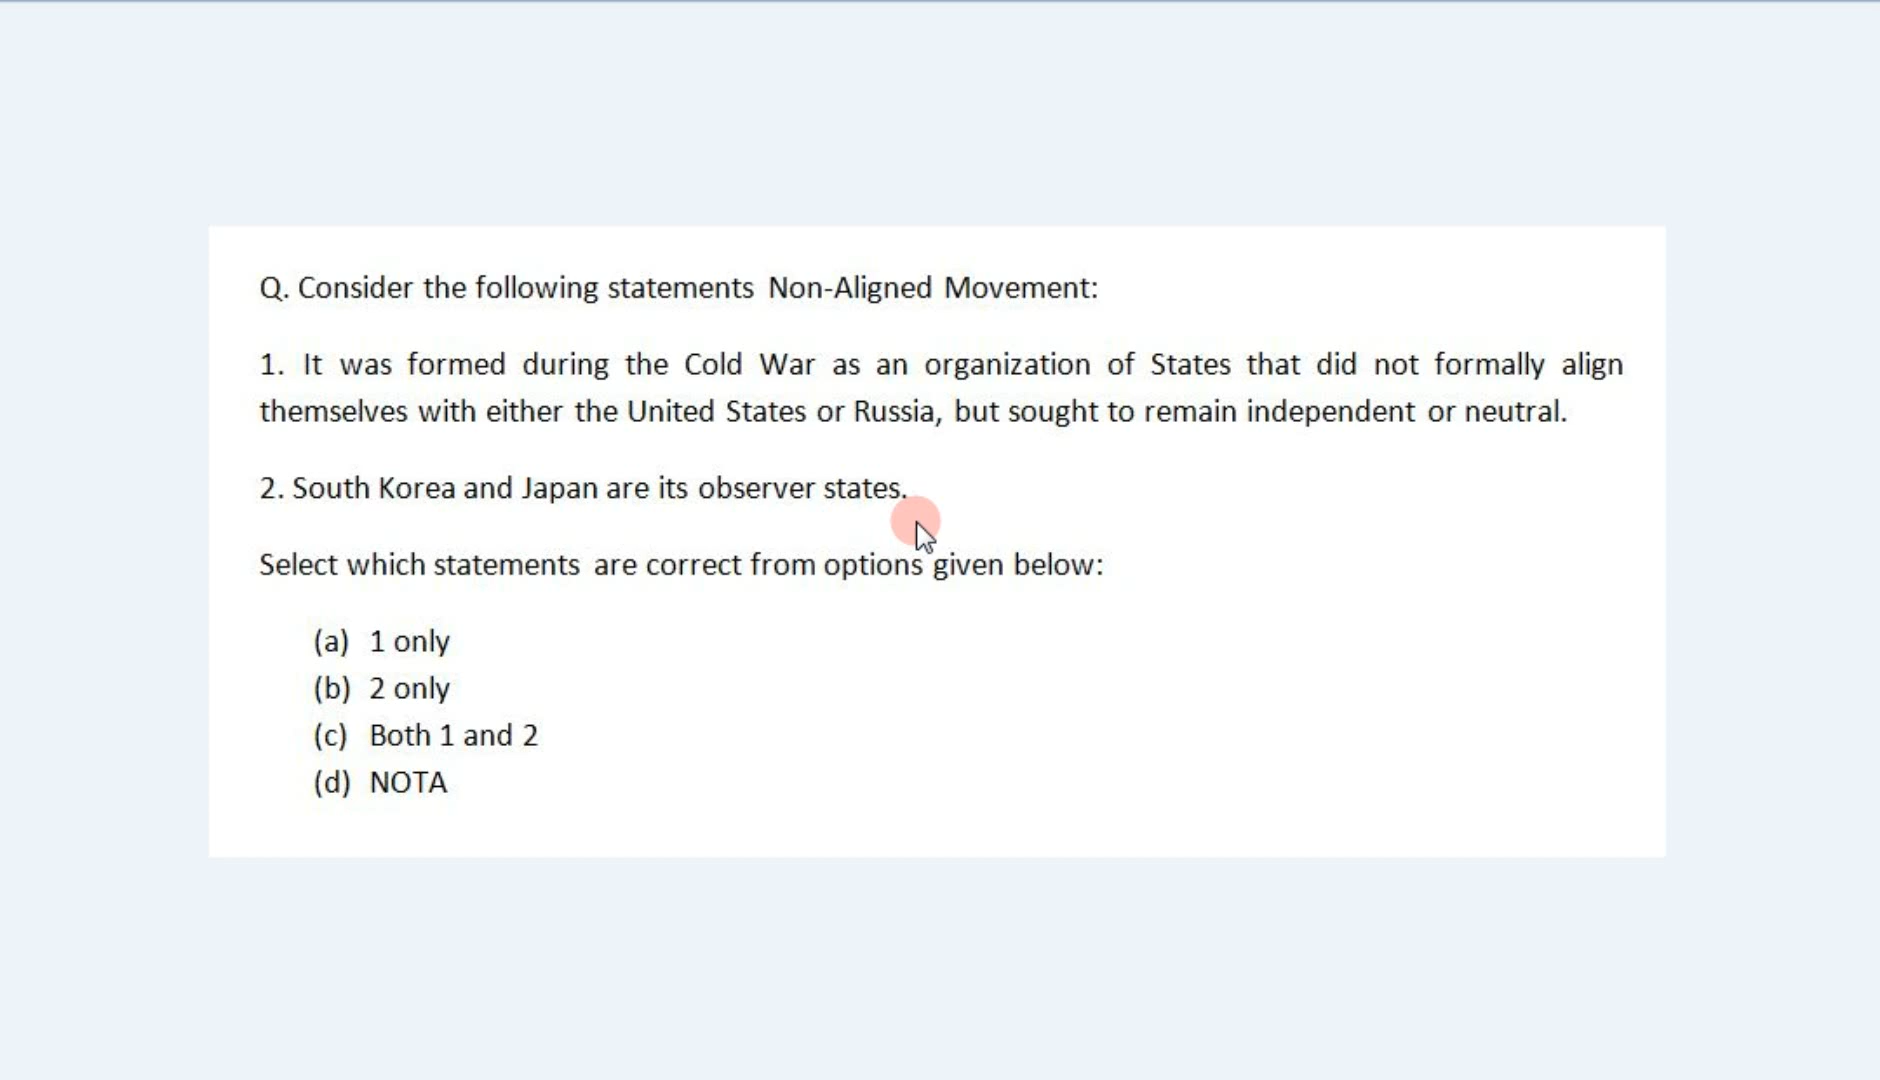 Q. Consider the following statements Non-Aligned Movement:
1. It was formed during the Cold War as an organization of States that did not formally align
themselves with either the United States or Russia, but sought to remain independent or neutral.
2. South Korea and Japan are its observer states.
Select which statements are correct from options given below:
(a) 1 only
(b) 2 only
(c) Both 1 and 2
(d) NOTA